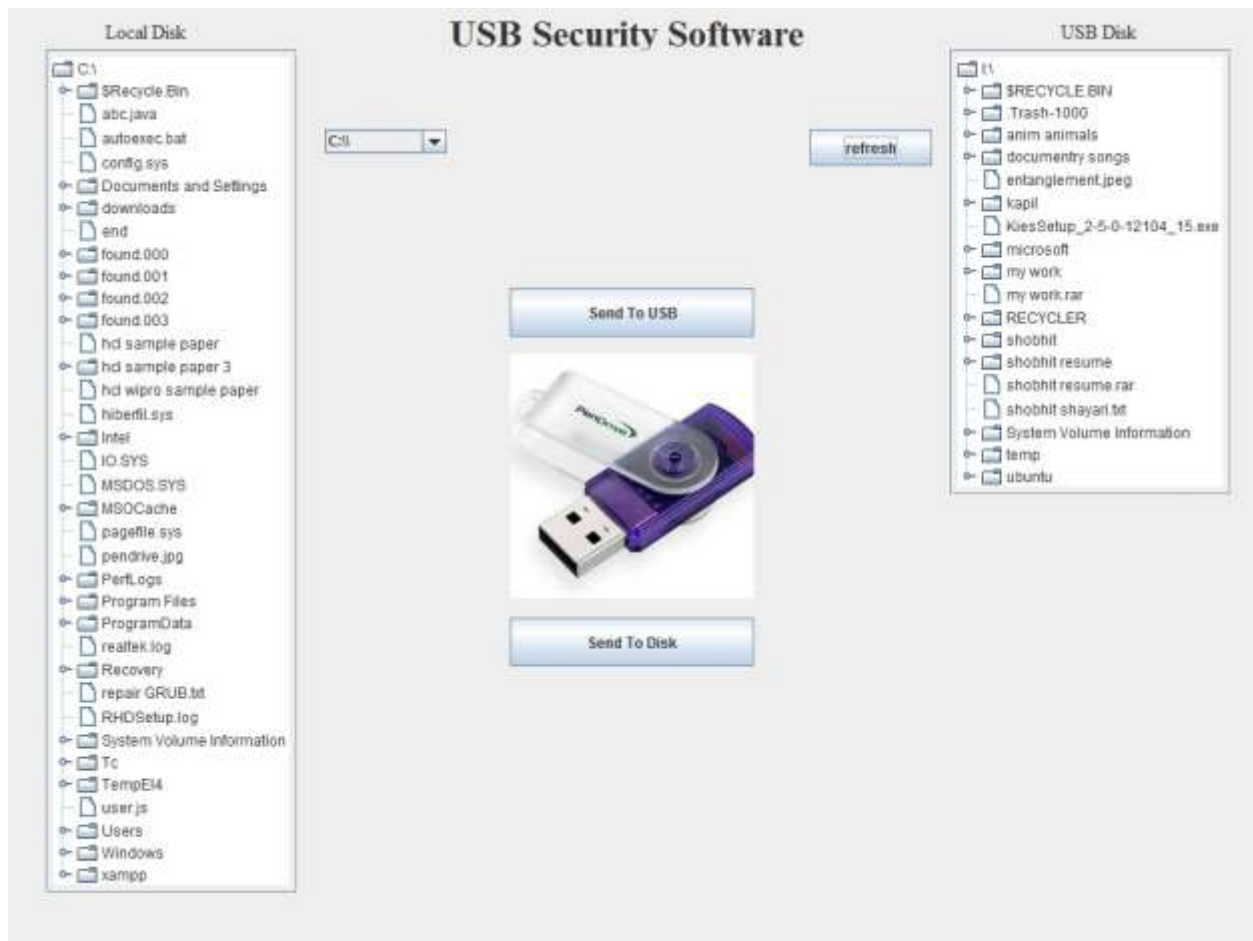 USB Security Software
Local Disk
C:\
$Recycle.Bin
abc.java
autoexec.bat
config.sys
Documents and Settings
downloads
end
found.000
found.001
found.002
found.003
hcl sample paper
hcl sample paper 3
hcl wipro sample paper
hiberfil.sys
Intel
IO.SYS
MSDOS.SYS
MSOCache
pagefile.sys
pendrive.jpg
PerfLogs
Program Files
ProgramData
realtek.log
Recovery
repair GRUB.txt
RHDSetup.log
System Volume Information
Tc
TempEI4
user.js
Users
Windows
xampp
C:\\
refresh
Send To USB
PenDrive
Send To Disk
USB Disk
$RECYCLE.BIN
.Trash-1000
anim animals
documentry songs
entanglement.jpeg
kapil
KiesSetup_2-5-0-12104_15.exe
microsoft
my work
my work.rar
RECYCLER
shobhit
shobhit resume
shobhit resume.rar
shobhit shayari.txt
System Volume Information
temp
ubuntu